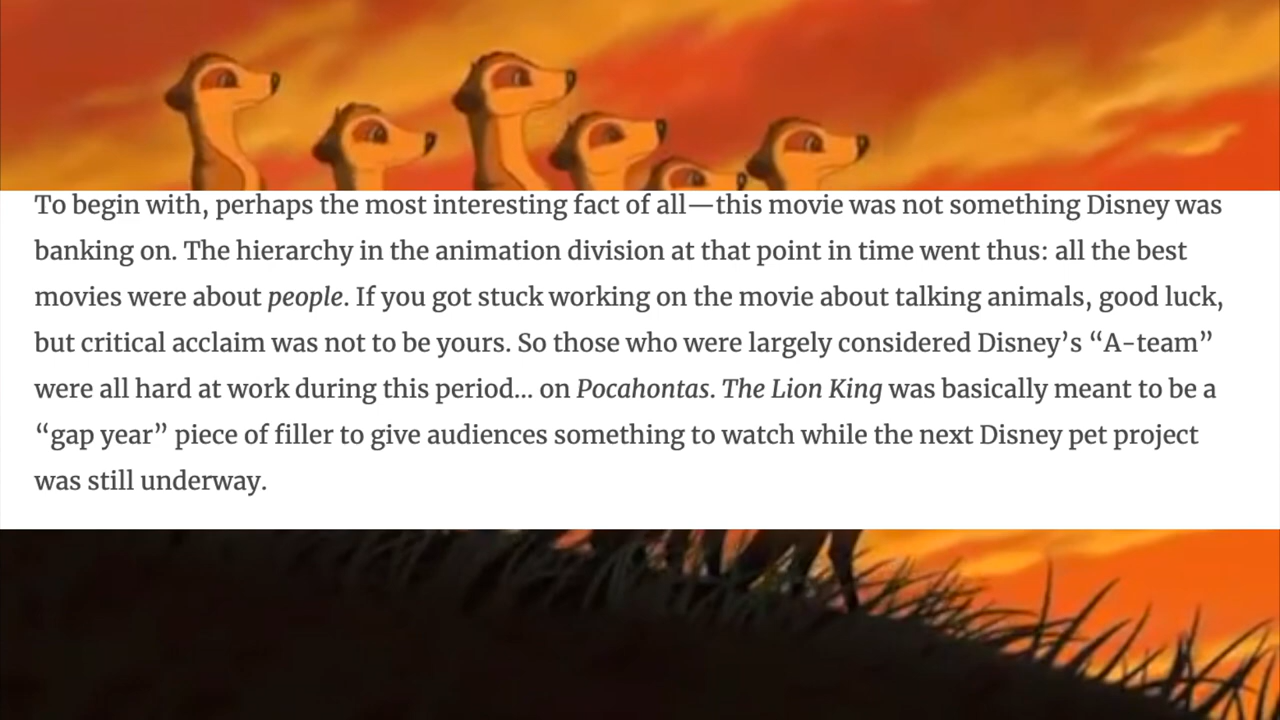 To begin with, perhaps the most interesting fact of all—this movie was not something Disney was
banking on. The hierarchy in the animation division at that point in time went thus: all the best
movies were about people. If you got stuck working on the movie about talking animals, good luck,
but critical acclaim was not to be yours. So those who were largely considered Disney’s “A-team”
were all hard at work during this period… on Pocahontas. The Lion King was basically meant to be a
“gap year” piece of filler to give audiences something to watch while the next Disney pet project
was still underway.